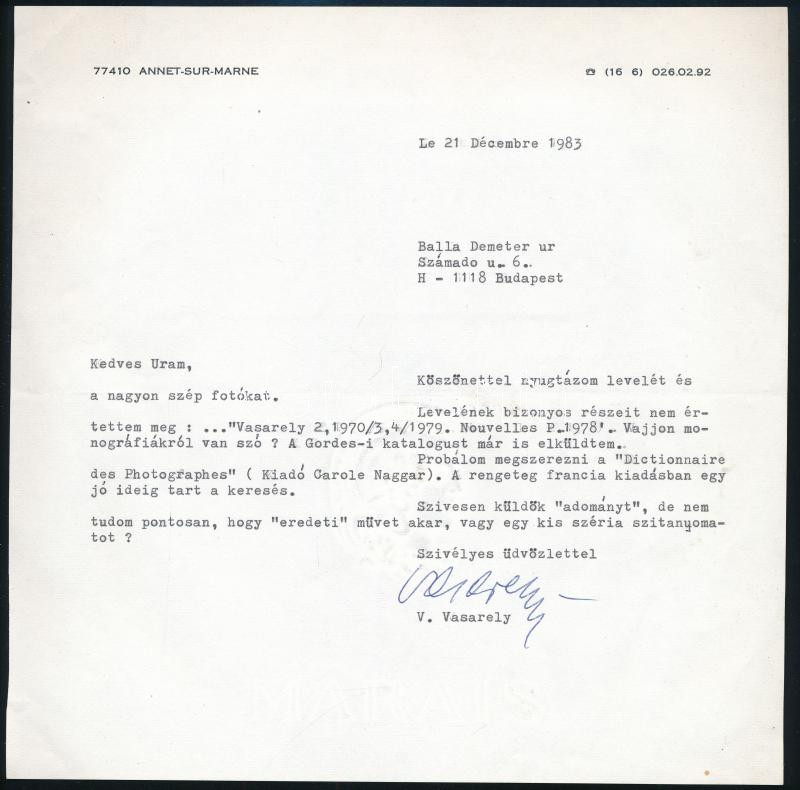 77410 ANNET-SUR-MARNE
☎ (16 6) 026.02.92
Le 21 Décembre 1983
Balla Demeter ur
Számado u. 6.
H - 1118 Budapest
Kedves Uram,
Köszönettel nyugtázom levelét és
a nagyon szép fotókat.
Levelének bizonyos részeit nem ér-
tettem meg : ..."Vasarely 2,1970/3,4/1979. Nouvelles P.1978'. Vajjon mo-
nográfiákról van szó ? A Gordes-i katalogust már is elküldtem.
Probálom megszerezni a "Dictionnaire
des Photographes" ( Kiadó Carole Naggar). A rengeteg francia kiadásban egy
jó ideig tart a keresés.
Szivesen küldök "adományt", de nem
tudom pontosan, hogy "eredeti" müvet akar, vagy egy kis széria szitanyoma-
tot ?
Szivélyes üdvözlettel
Vasarely
V. Vasarely
MARAIS